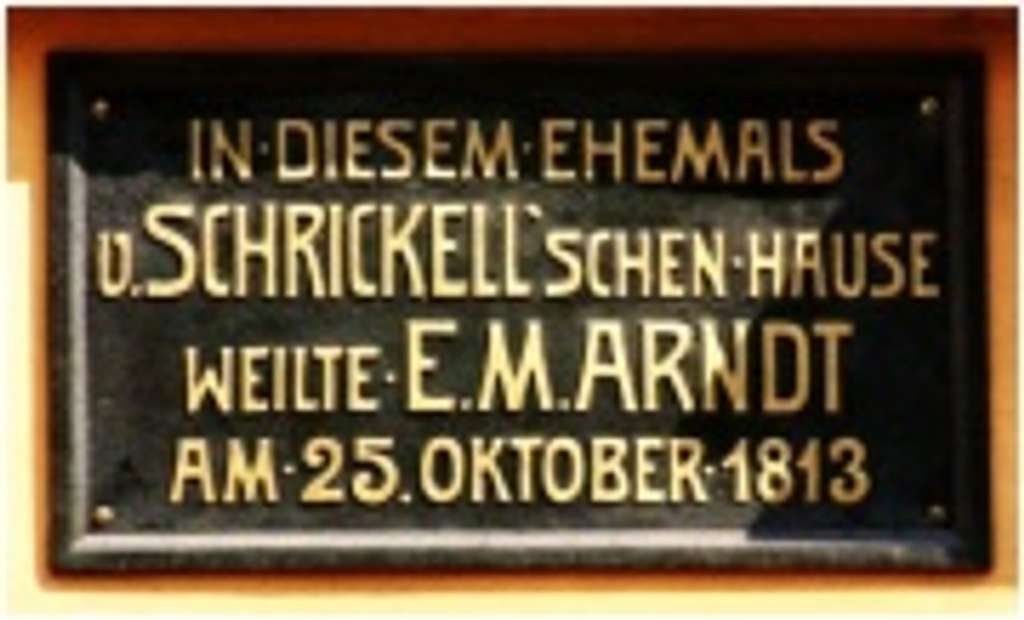 IN·DIESEM·EHEMALS
v.SCHRICKELL'SCHEN·HAUSE
WEILTE·E.M.ARNDT
AM·25.OKTOBER·1813